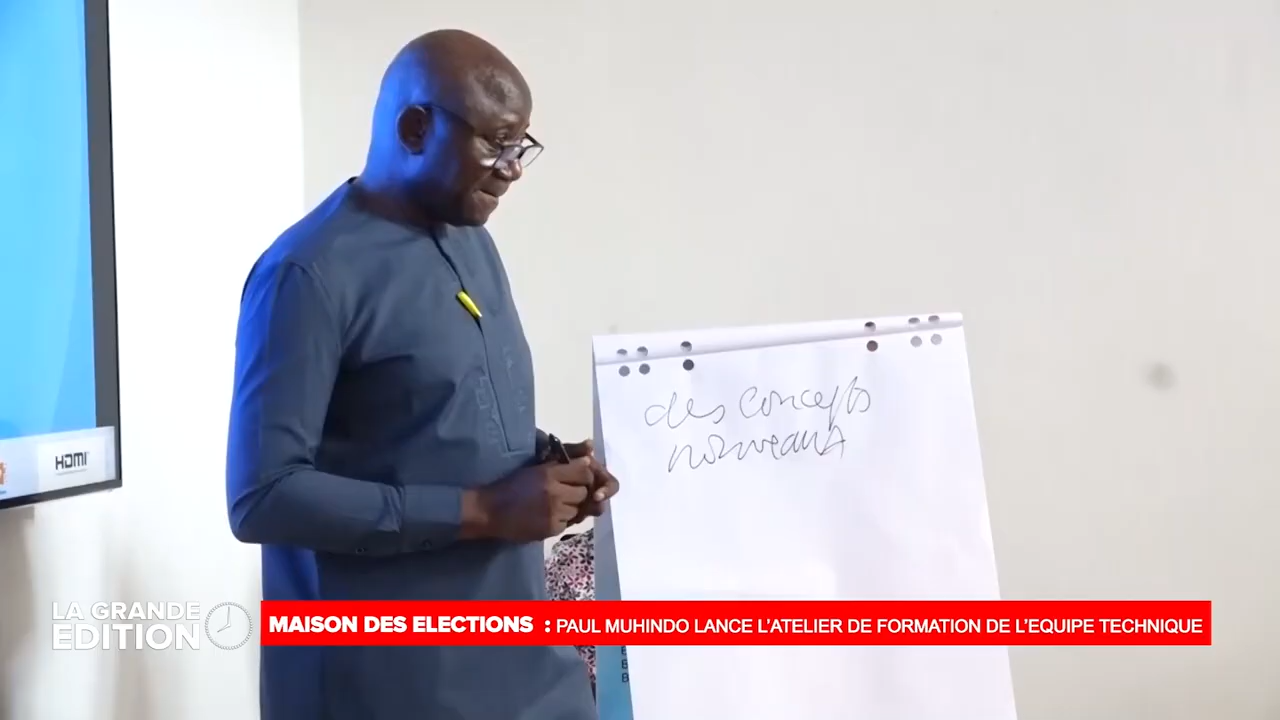 HDMI
des concepts
nouveaux
LA GRANDE
EDITION
MAISON DES ELECTIONS : PAUL MUHINDO LANCE L'ATELIER DE FORMATION DE L'EQUIPE TECHNIQUE